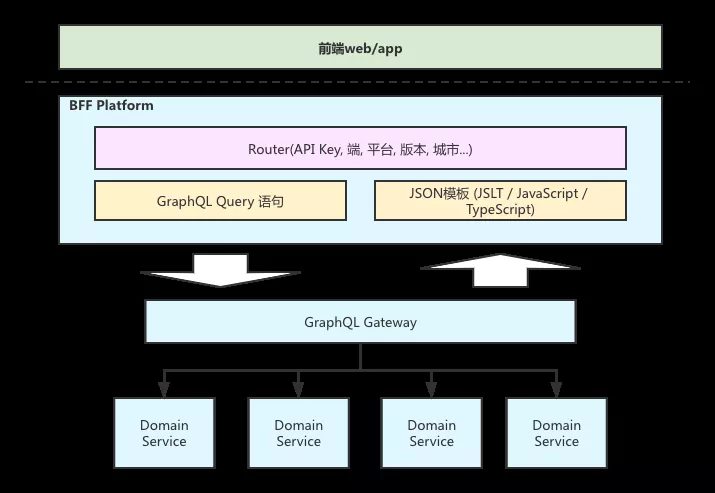 前端web/app
BFF Platform
Router(API Key, 端, 平台, 版本, 城市...)
GraphQL Query 语句
JSON模板 (JSLT / JavaScript /
TypeScript)
GraphQL Gateway
Domain
Service
Domain
Service
Domain
Service
Domain
Service